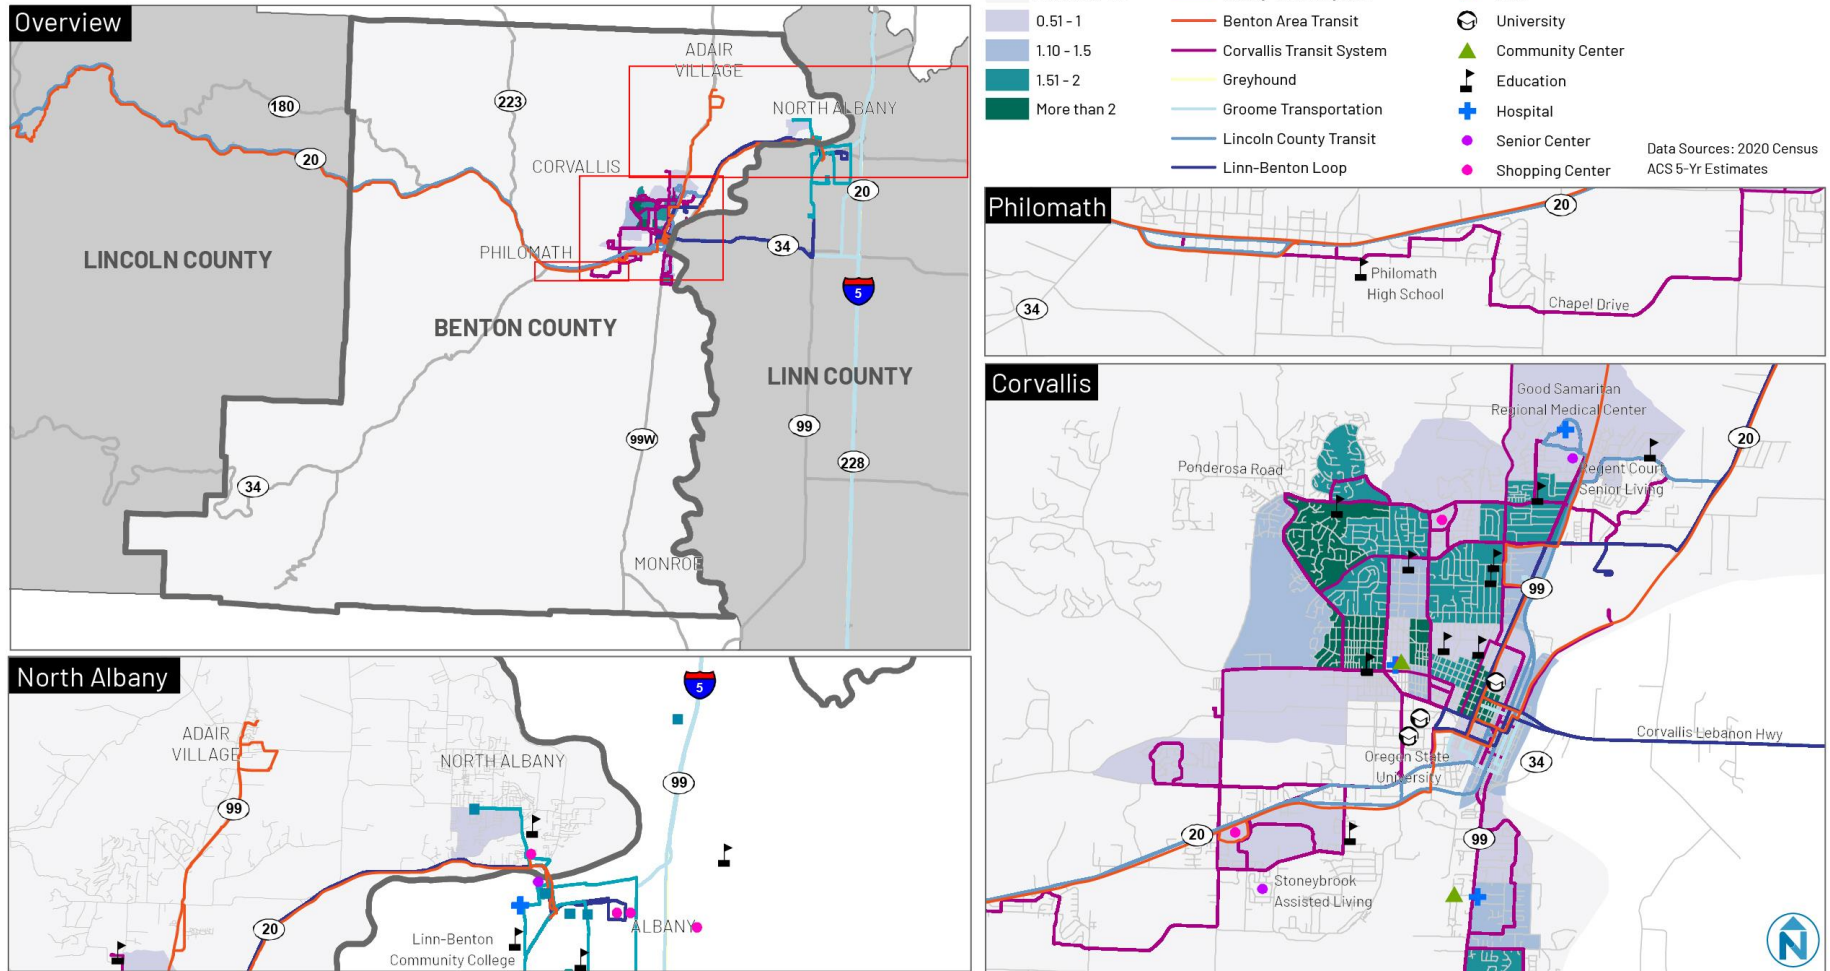 Overview
ADAIR
VILLAGE
180
223
NORTH ALBANY
20
CORVALLIS
20
PHILOMATH
34
LINCOLN COUNTY
5
BENTON COUNTY
LINN COUNTY
99
99W
228
34
MONROE
0.51 - 1
1.10 - 1.5
1.51 - 2
More than 2
Benton Area Transit
Corvallis Transit System
Greyhound
Groome Transportation
Lincoln County Transit
Linn-Benton Loop
University
Community Center
Education
Hospital
Senior Center
Shopping Center
Data Sources: 2020 Census
ACS 5-Yr Estimates
Philomath
20
Philomath
High School
Chapel Drive
34
Corvallis
Good Samaritan
Regional Medical Center
20
Ponderosa Road
Regent Court
Senior Living
99
Corvallis Lebanon Hwy
Oregon State
University
34
20
99
Stoneybrook
Assisted Living
N
North Albany
5
ADAIR
VILLAGE
NORTH ALBANY
99
99
20
ALBANY
Linn-Benton
Community College